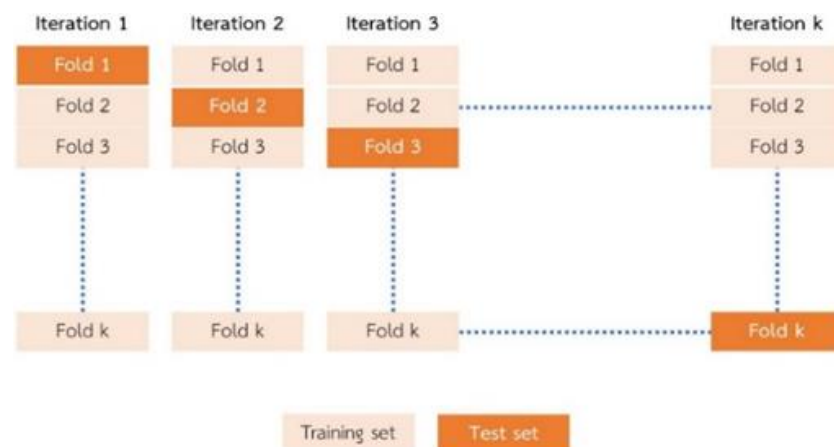 Iteration 1 Iteration 2 Iteration 3 Iteration k
Fold 1 Fold 1 Fold 1 Fold 1
Fold 2 Fold 2 Fold 2 Fold 2
Fold 3 Fold 3 Fold 3 Fold 3
Fold k Fold k Fold k Fold k
Training set Test set